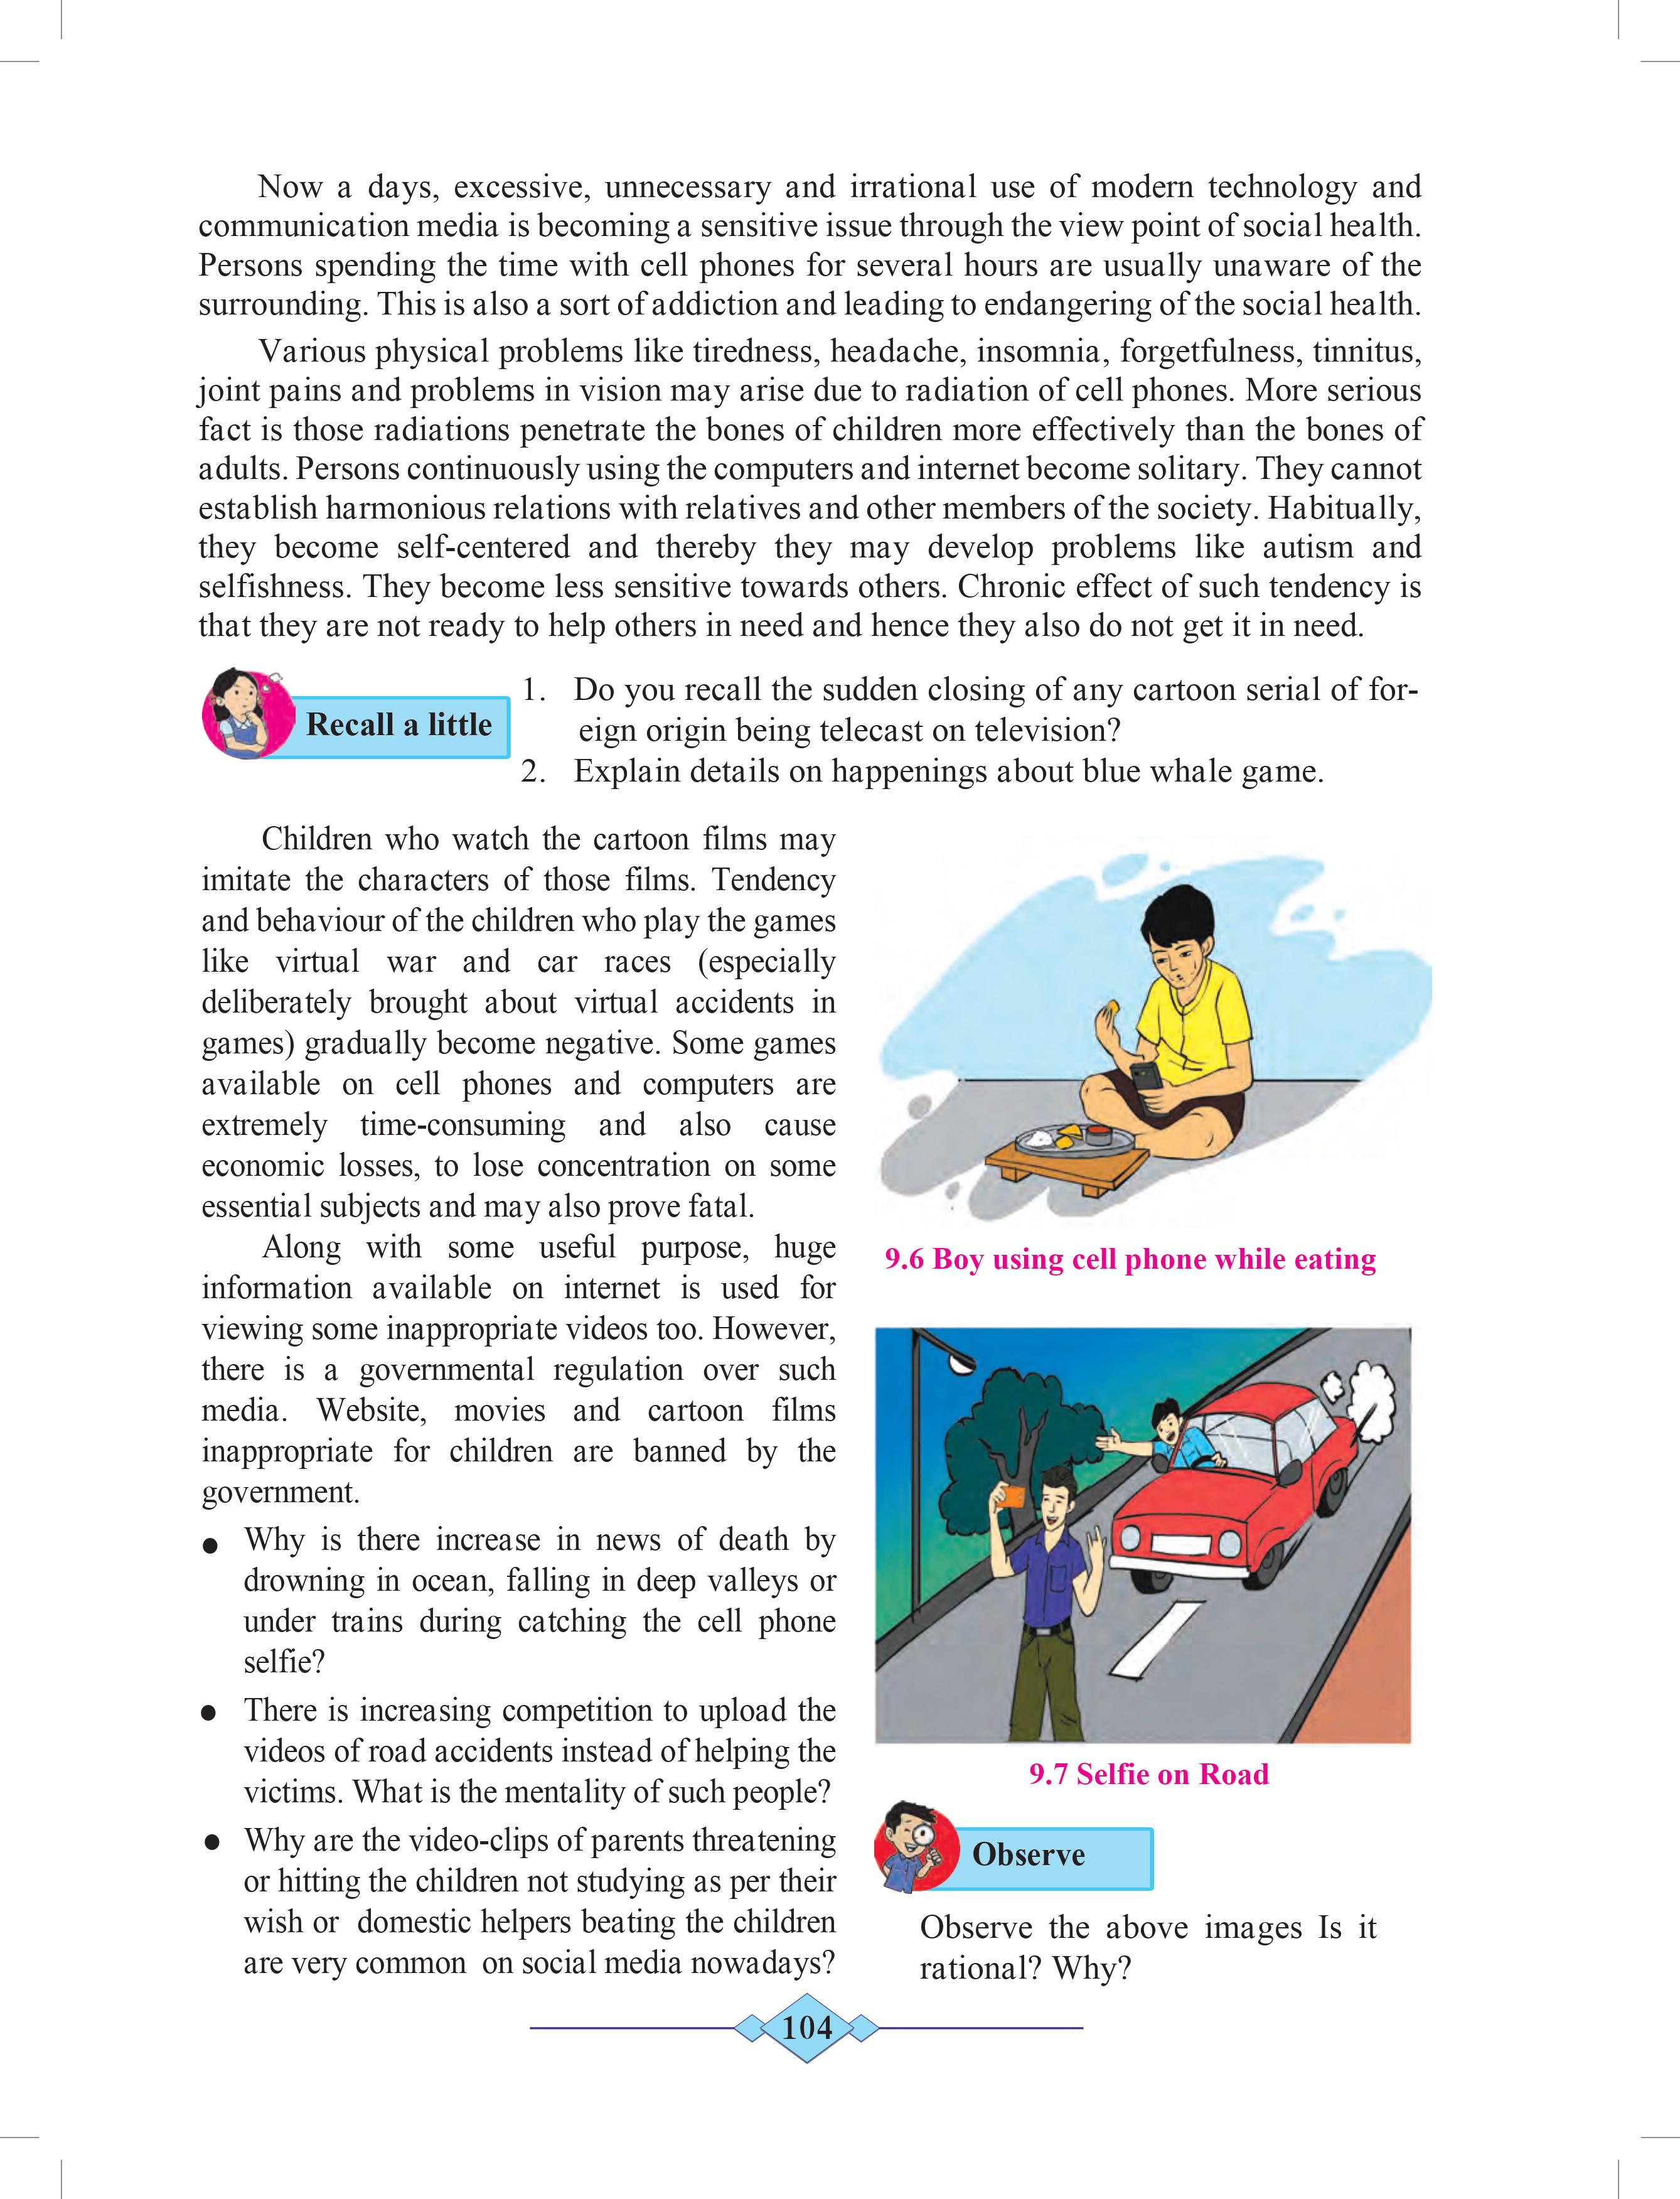 Now a days, excessive, unnecessary and irrational use of modern technology and
communication media is becoming a sensitive issue through the view point of social health.
Persons spending the time with cell phones for several hours are usually unaware of the
surrounding. This is also a sort of addiction and leading to endangering of the social health.
Various physical problems like tiredness, headache, insomnia, forgetfulness, tinnitus,
joint pains and problems in vision may arise due to radiation of cell phones. More serious
fact is those radiations penetrate the bones of children more effectively than the bones of
adults. Persons continuously using the computers and internet become solitary. They cannot
establish harmonious relations with relatives and other members of the society. Habitually,
they become self-centered and thereby they may develop problems like autism and
selfishness. They become less sensitive towards others. Chronic effect of such tendency is
that they are not ready to help others in need and hence they also do not get it in need.
Recall a little
1. Do you recall the sudden closing of any cartoon serial of for-
eign origin being telecast on television?
2. Explain details on happenings about blue whale game.
Children who watch the cartoon films may
imitate the characters of those films. Tendency
and behaviour of the children who play the games
like virtual war and car races (especially
deliberately brought about virtual accidents in
games) gradually become negative. Some games
available on cell phones and computers are
extremely time-consuming and also cause
economic losses, to lose concentration on some
essential subjects and may also prove fatal.
Along with some useful purpose, huge
information available on internet is used for
viewing some inappropriate videos too. However,
there is a governmental regulation over such
media. Website, movies and cartoon films
inappropriate for children are banned by the
government.
● Why is there increase in news of death by
drowning in ocean, falling in deep valleys or
under trains during catching the cell phone
selfie?
● There is increasing competition to upload the
videos of road accidents instead of helping the
victims. What is the mentality of such people?
● Why are the video-clips of parents threatening
or hitting the children not studying as per their
wish or domestic helpers beating the children
are very common on social media nowadays?
9.6 Boy using cell phone while eating
9.7 Selfie on Road
Observe
Observe the above images Is it
rational? Why?
104